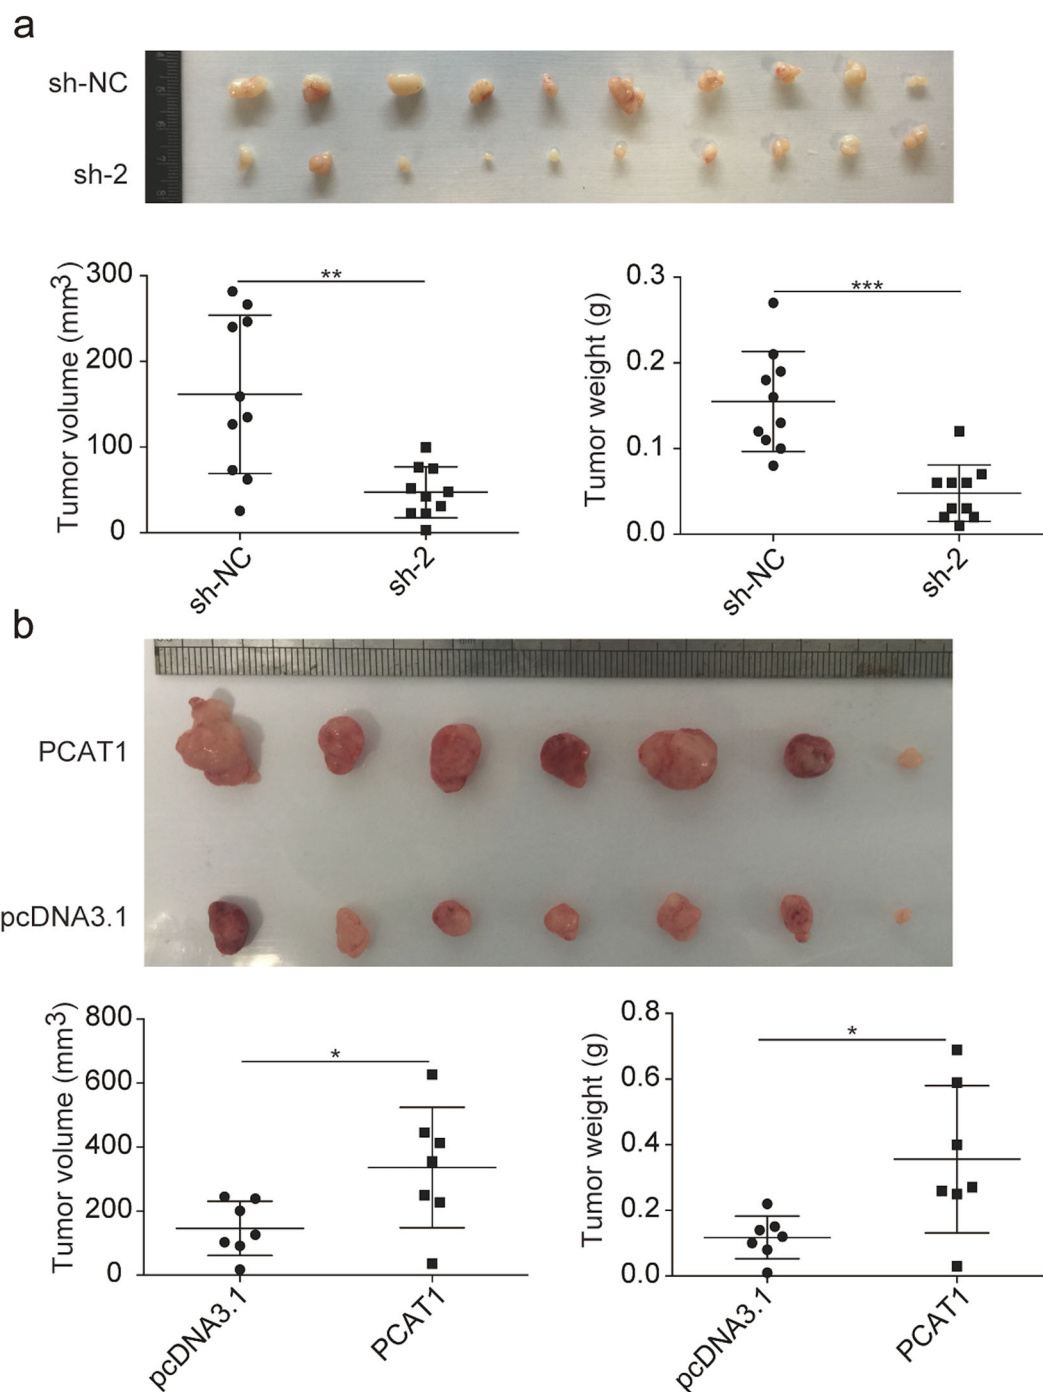 a
sh-NC
sh-2
Tumor volume (mm3)
300
200
100
0
**
sh-NC
sh-2
Tumor weight (g)
0.3
0.2
0.1
0.0
***
sh-NC
sh-2
b
PCAT1
pcDNA3.1
Tumor volume (mm3)
800
600
400
200
0
*
pcDNA3.1
PCAT1
Tumor weight (g)
0.8
0.6
0.4
0.2
0.0
*
pcDNA3.1
PCAT1